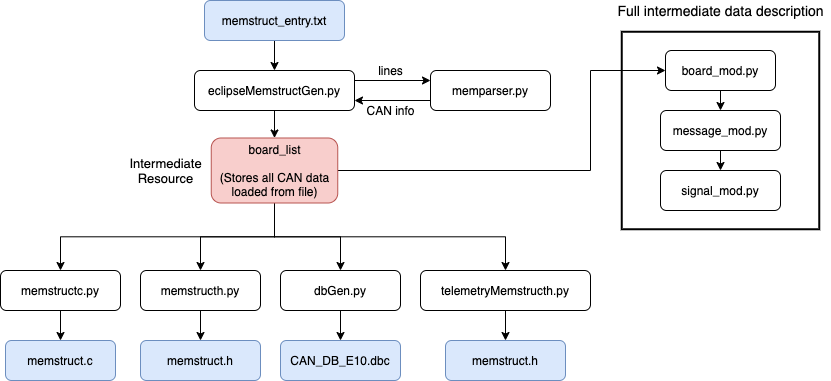 Full intermediate data description
memstruct_entry.txt
eclipseMemstructGen.py
lines
CAN info
memparser.py
board_mod.py
message_mod.py
signal_mod.py
Intermediate
Resource
board_list
(Stores all CAN data
loaded from file)
memstructc.py
memstructh.py
dbGen.py
telemetryMemstructh.py
memstruct.c
memstruct.h
CAN_DB_E10.dbc
memstruct.h